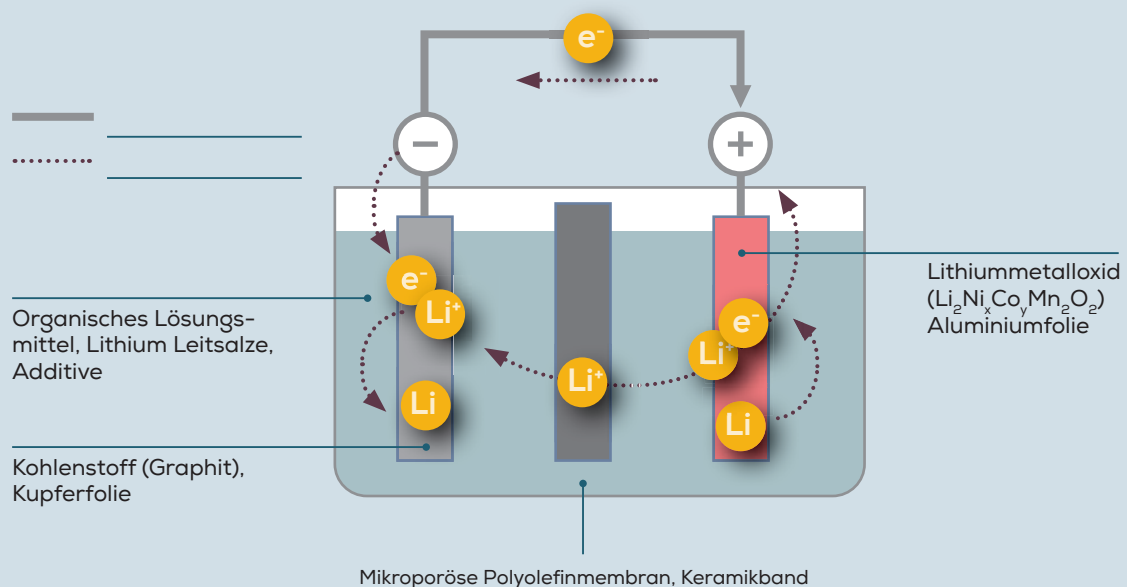 e⁻
−
+
e⁻
Li⁺
Li
Li⁺
e⁻
Li⁺
Li
Organisches Lösungs-
mittel, Lithium Leitsalze,
Additive
Kohlenstoff (Graphit),
Kupferfolie
Lithiummetalloxid
(Li₂NiₓCoᵧMn₂O₂)
Aluminiumfolie
Mikroporöse Polyolefinmembran, Keramikband